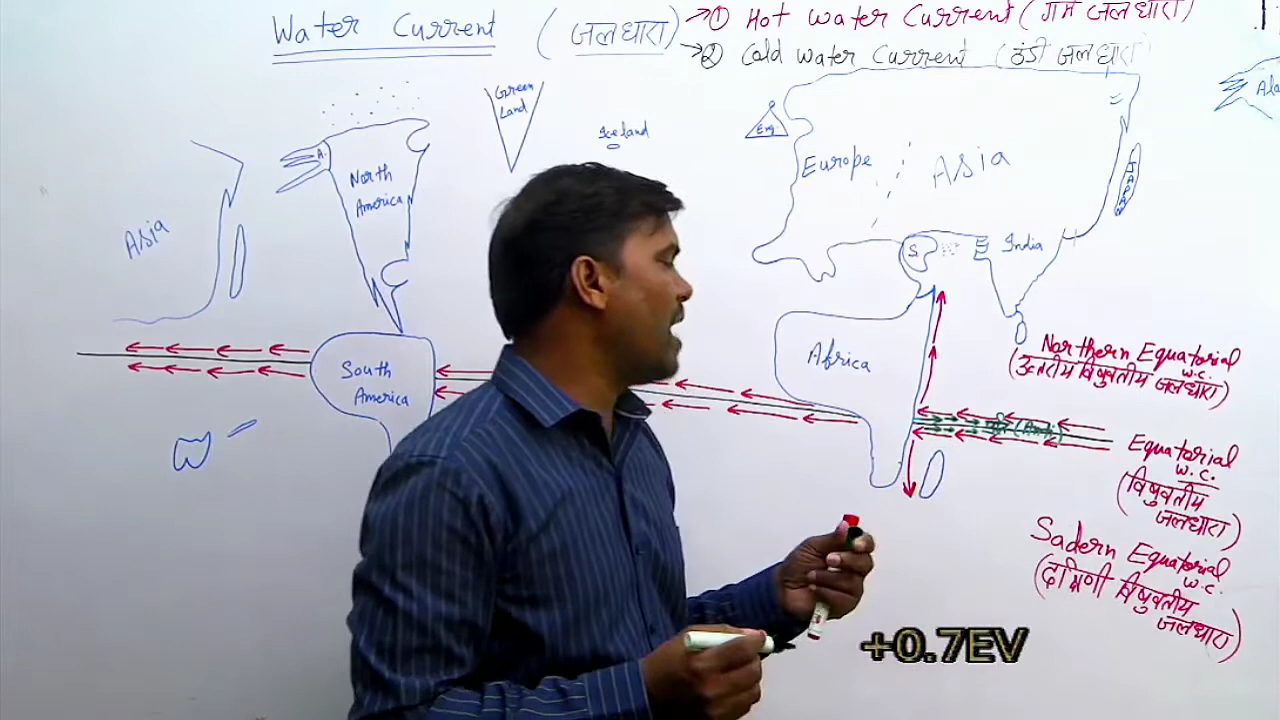 Water Current (जलधारा) → ① Hot Water Current (गर्म जलधारा)
→ ② Cold Water Current (ठंडी जलधारा)
Green
Land
Iceland
Eng
A.
North
America
Europe
Asia
JAPAN
Asia
S.
India
South
America
Africa
Northern Equatorial
W.C.
(उत्तरीय विषुवतीय जलधारा)
Equatorial
W.C.
(विषुवतीय
जलधारा)
Sadern Equatorial
W.C.
(दक्षिणी विषुवतीय
जलधारा)
W
+0.7EV